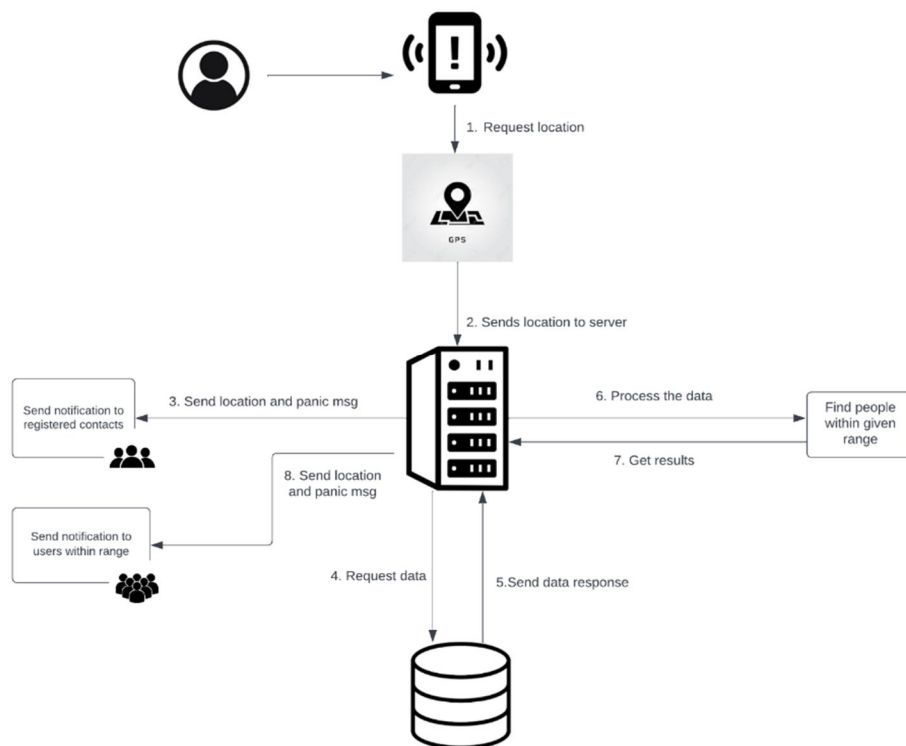 !
1. Request location
GPS
2. Sends location to server
3. Send location and panic msg
Send notification to
registered contacts
6. Process the data
Find people
within given
range
7. Get results
8. Send location
and panic msg
Send notification to
users within range
4. Request data
5.Send data response